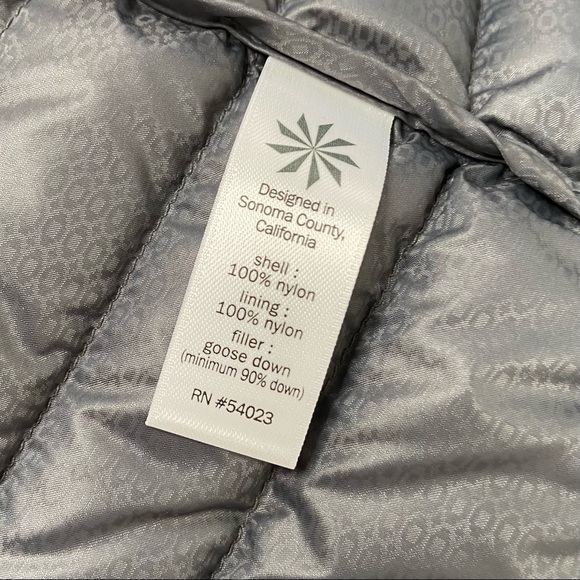 Designed in
Sonoma County,
California
shell :
100% nylon
lining :
100% nylon
filler :
goose down
(minimum 90% down)
RN #54023